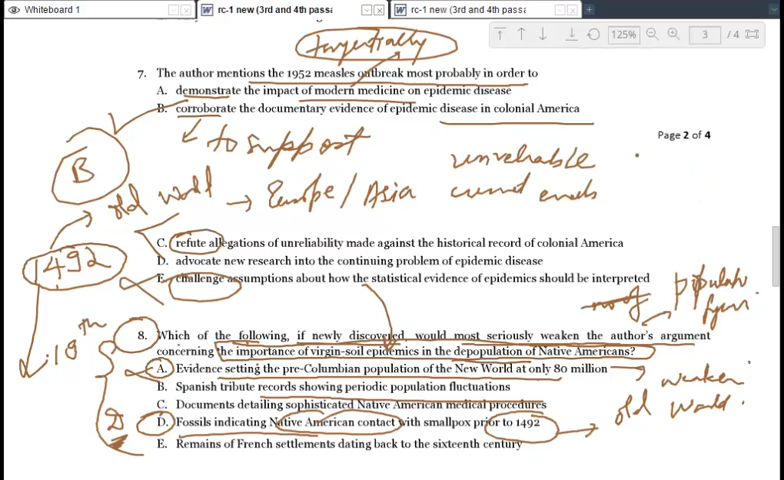 Whiteboard 1
rc-1 new (3rd and 4th passa
rc-1 new (3rd and 4th passa
125%
3 / 4
tangentially
7. The author mentions the 1952 measles outbreak most probably in order to
A. demonstrate the impact of modern medicine on epidemic disease
B. corroborate the documentary evidence of epidemic disease in colonial America
Page 2 of 4
to support
unreliable
B
old world → Europe / Asia
C. refute allegations of unreliability made against the historical record of colonial America
1492
D. advocate new research into the continuing problem of epidemic disease
E. challenge assumptions about how the statistical evidence of epidemics should be interpreted
8. Which of the following, if newly discovered, would most seriously weaken the author's argument
concerning the importance of virgin-soil epidemics in the depopulation of Native Americans?
A. Evidence setting the pre-Columbian population of the New World at only 80 million
weaken
B. Spanish tribute records showing periodic population fluctuations
C. Documents detailing sophisticated Native American medical procedures
old world.
D. Fossils indicating Native American contact with smallpox prior to 1492
D
E. Remains of French settlements dating back to the sixteenth century